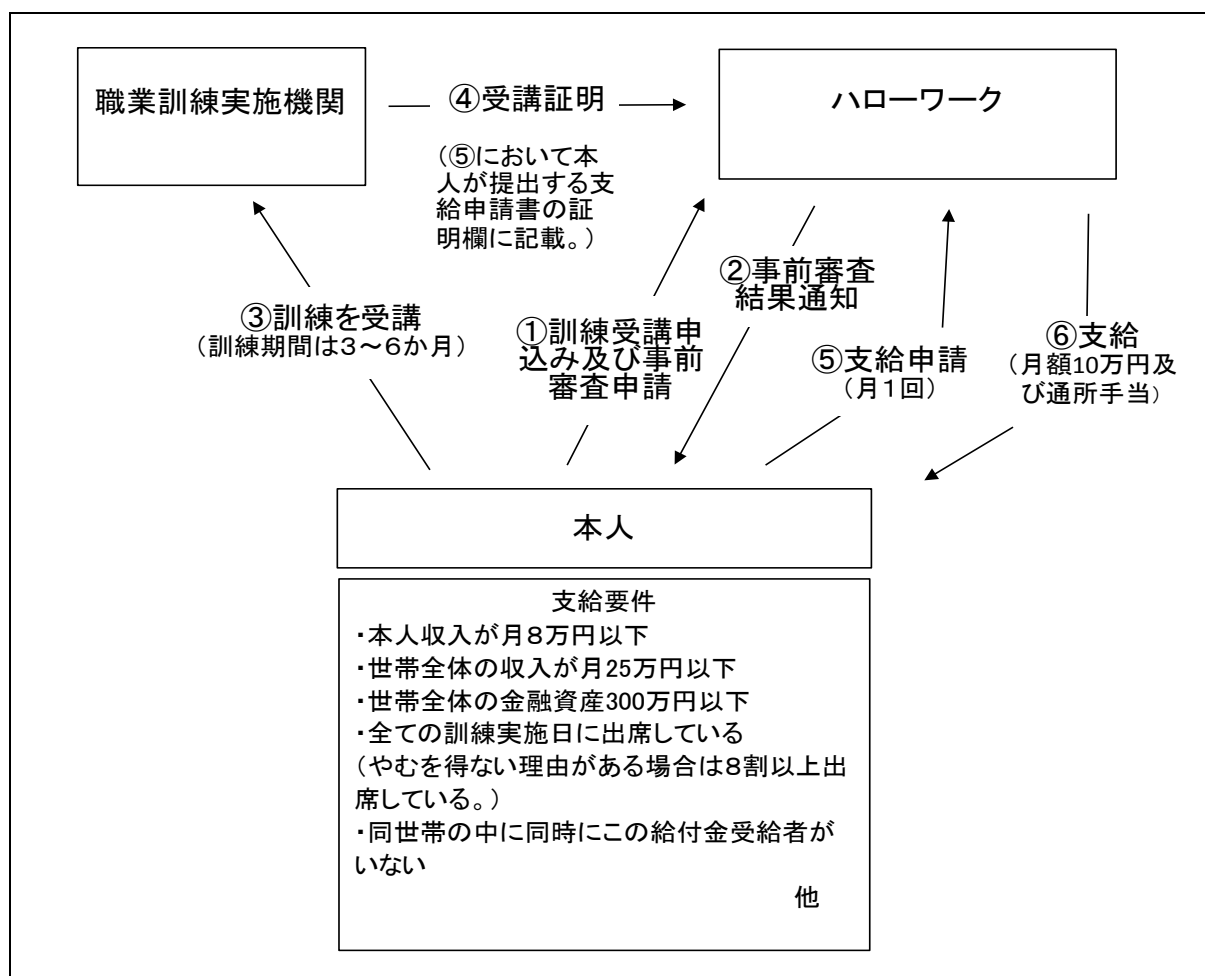 職業訓練実施機関
④受講証明
ハローワーク
(⑤において本
人が提出する支
給申請書の証
明欄に記載。)
②事前審査
結果通知
③訓練を受講
(訓練期間は3~6か月)
①訓練受講申
込み及び事前
審査申請
⑤支給申請
(月1回)
⑥支給
(月額10万円及
び通所手当)
本人
支給要件
・本人収入が月8万円以下
・世帯全体の収入が月25万円以下
・世帯全体の金融資産300万円以下
・全ての訓練実施日に出席している
(やむを得ない理由がある場合は8割以上出
席している。)
・同世帯の中に同時にこの給付金受給者が
いない
他